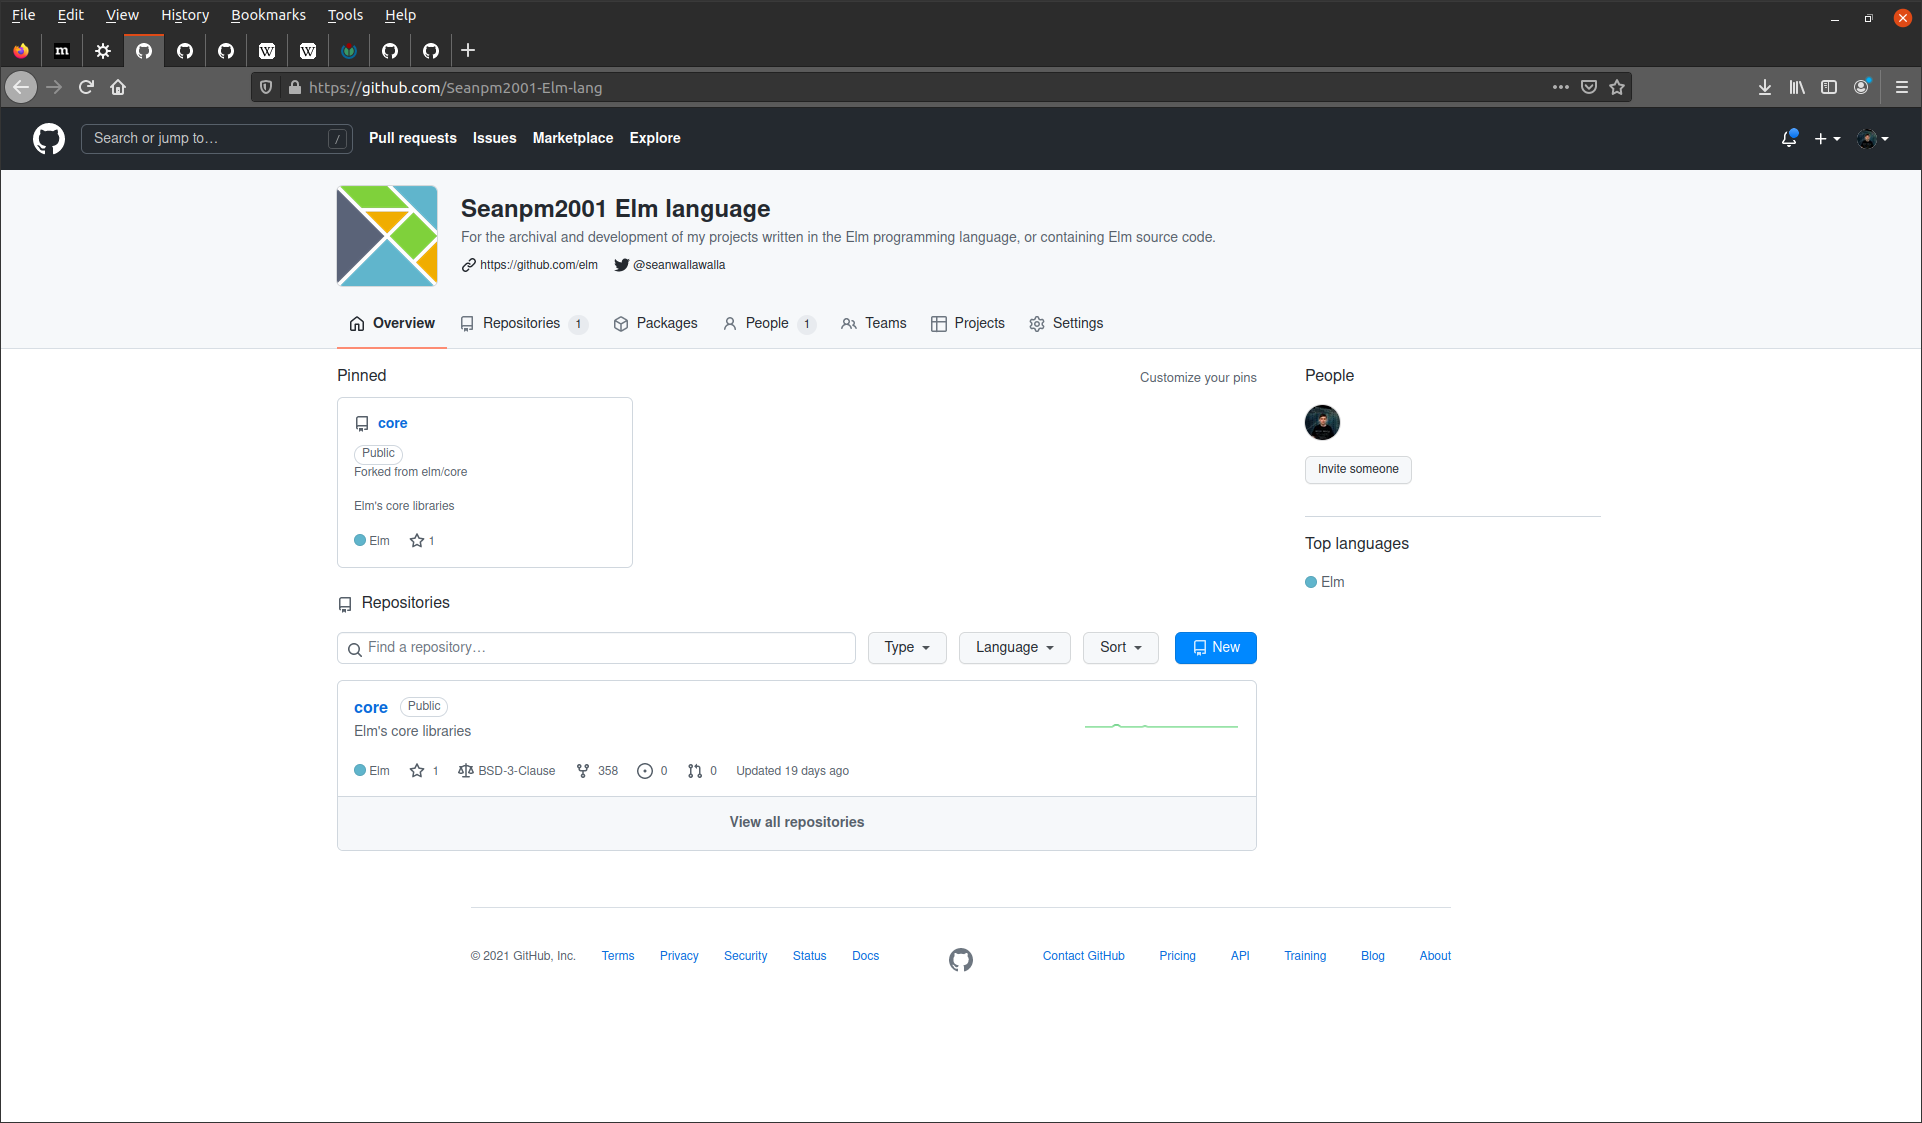 File Edit View History Bookmarks Tools Help
m W W
https://github.com/Seanpm2001-Elm-lang
Search or jump to… / Pull requests Issues Marketplace Explore
Seanpm2001 Elm language
For the archival and development of my projects written in the Elm programming language, or containing Elm source code.
https://github.com/elm @seanwallawalla
Overview Repositories 1 Packages People 1 Teams Projects Settings
Pinned Customize your pins People
core
Public
Forked from elm/core
Invite someone
Elm's core libraries
Elm 1
Top languages
Elm
Repositories
Find a repository… Type Language Sort New
core Public
Elm's core libraries
Elm 1 BSD-3-Clause 358 0 0 Updated 19 days ago
View all repositories
© 2021 GitHub, Inc. Terms Privacy Security Status Docs Contact GitHub Pricing API Training Blog About